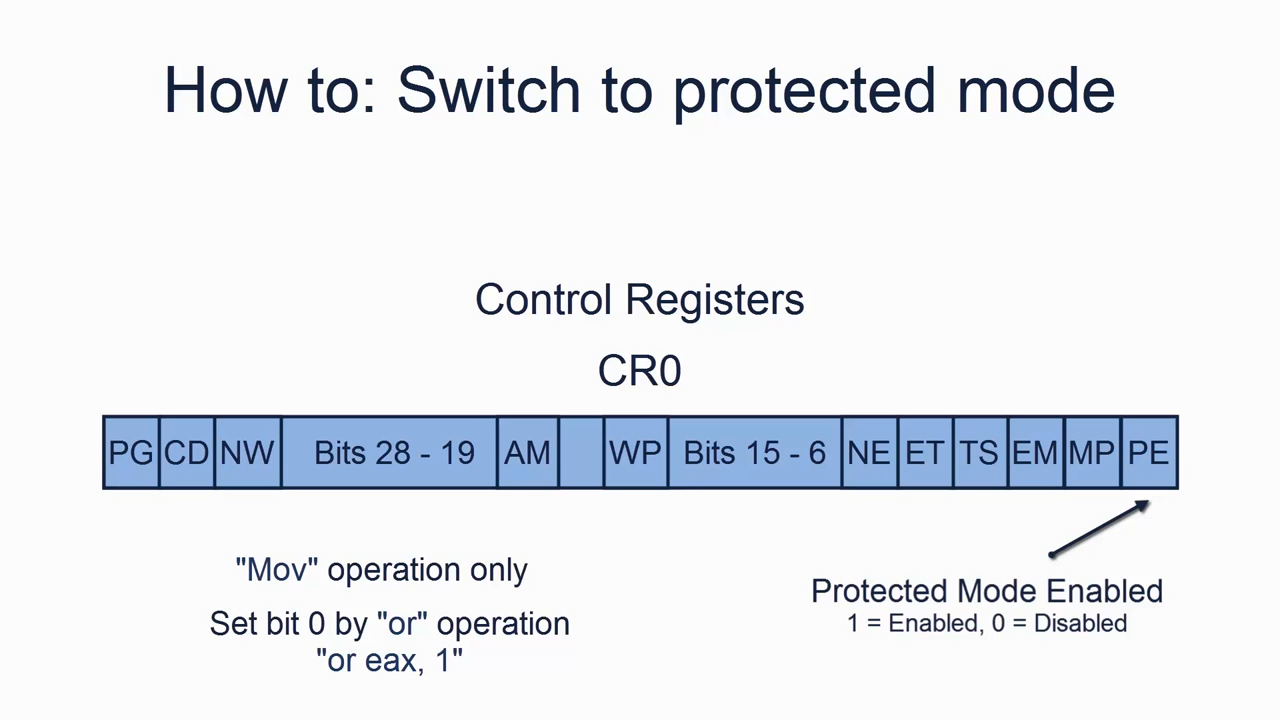 How to: Switch to protected mode
Control Registers
CR0
PG CD NW Bits 28 - 19 AM WP Bits 15 - 6 NE ET TS EM MP PE
"Mov" operation only
Set bit 0 by "or" operation
"or eax, 1"
Protected Mode Enabled
1 = Enabled, 0 = Disabled